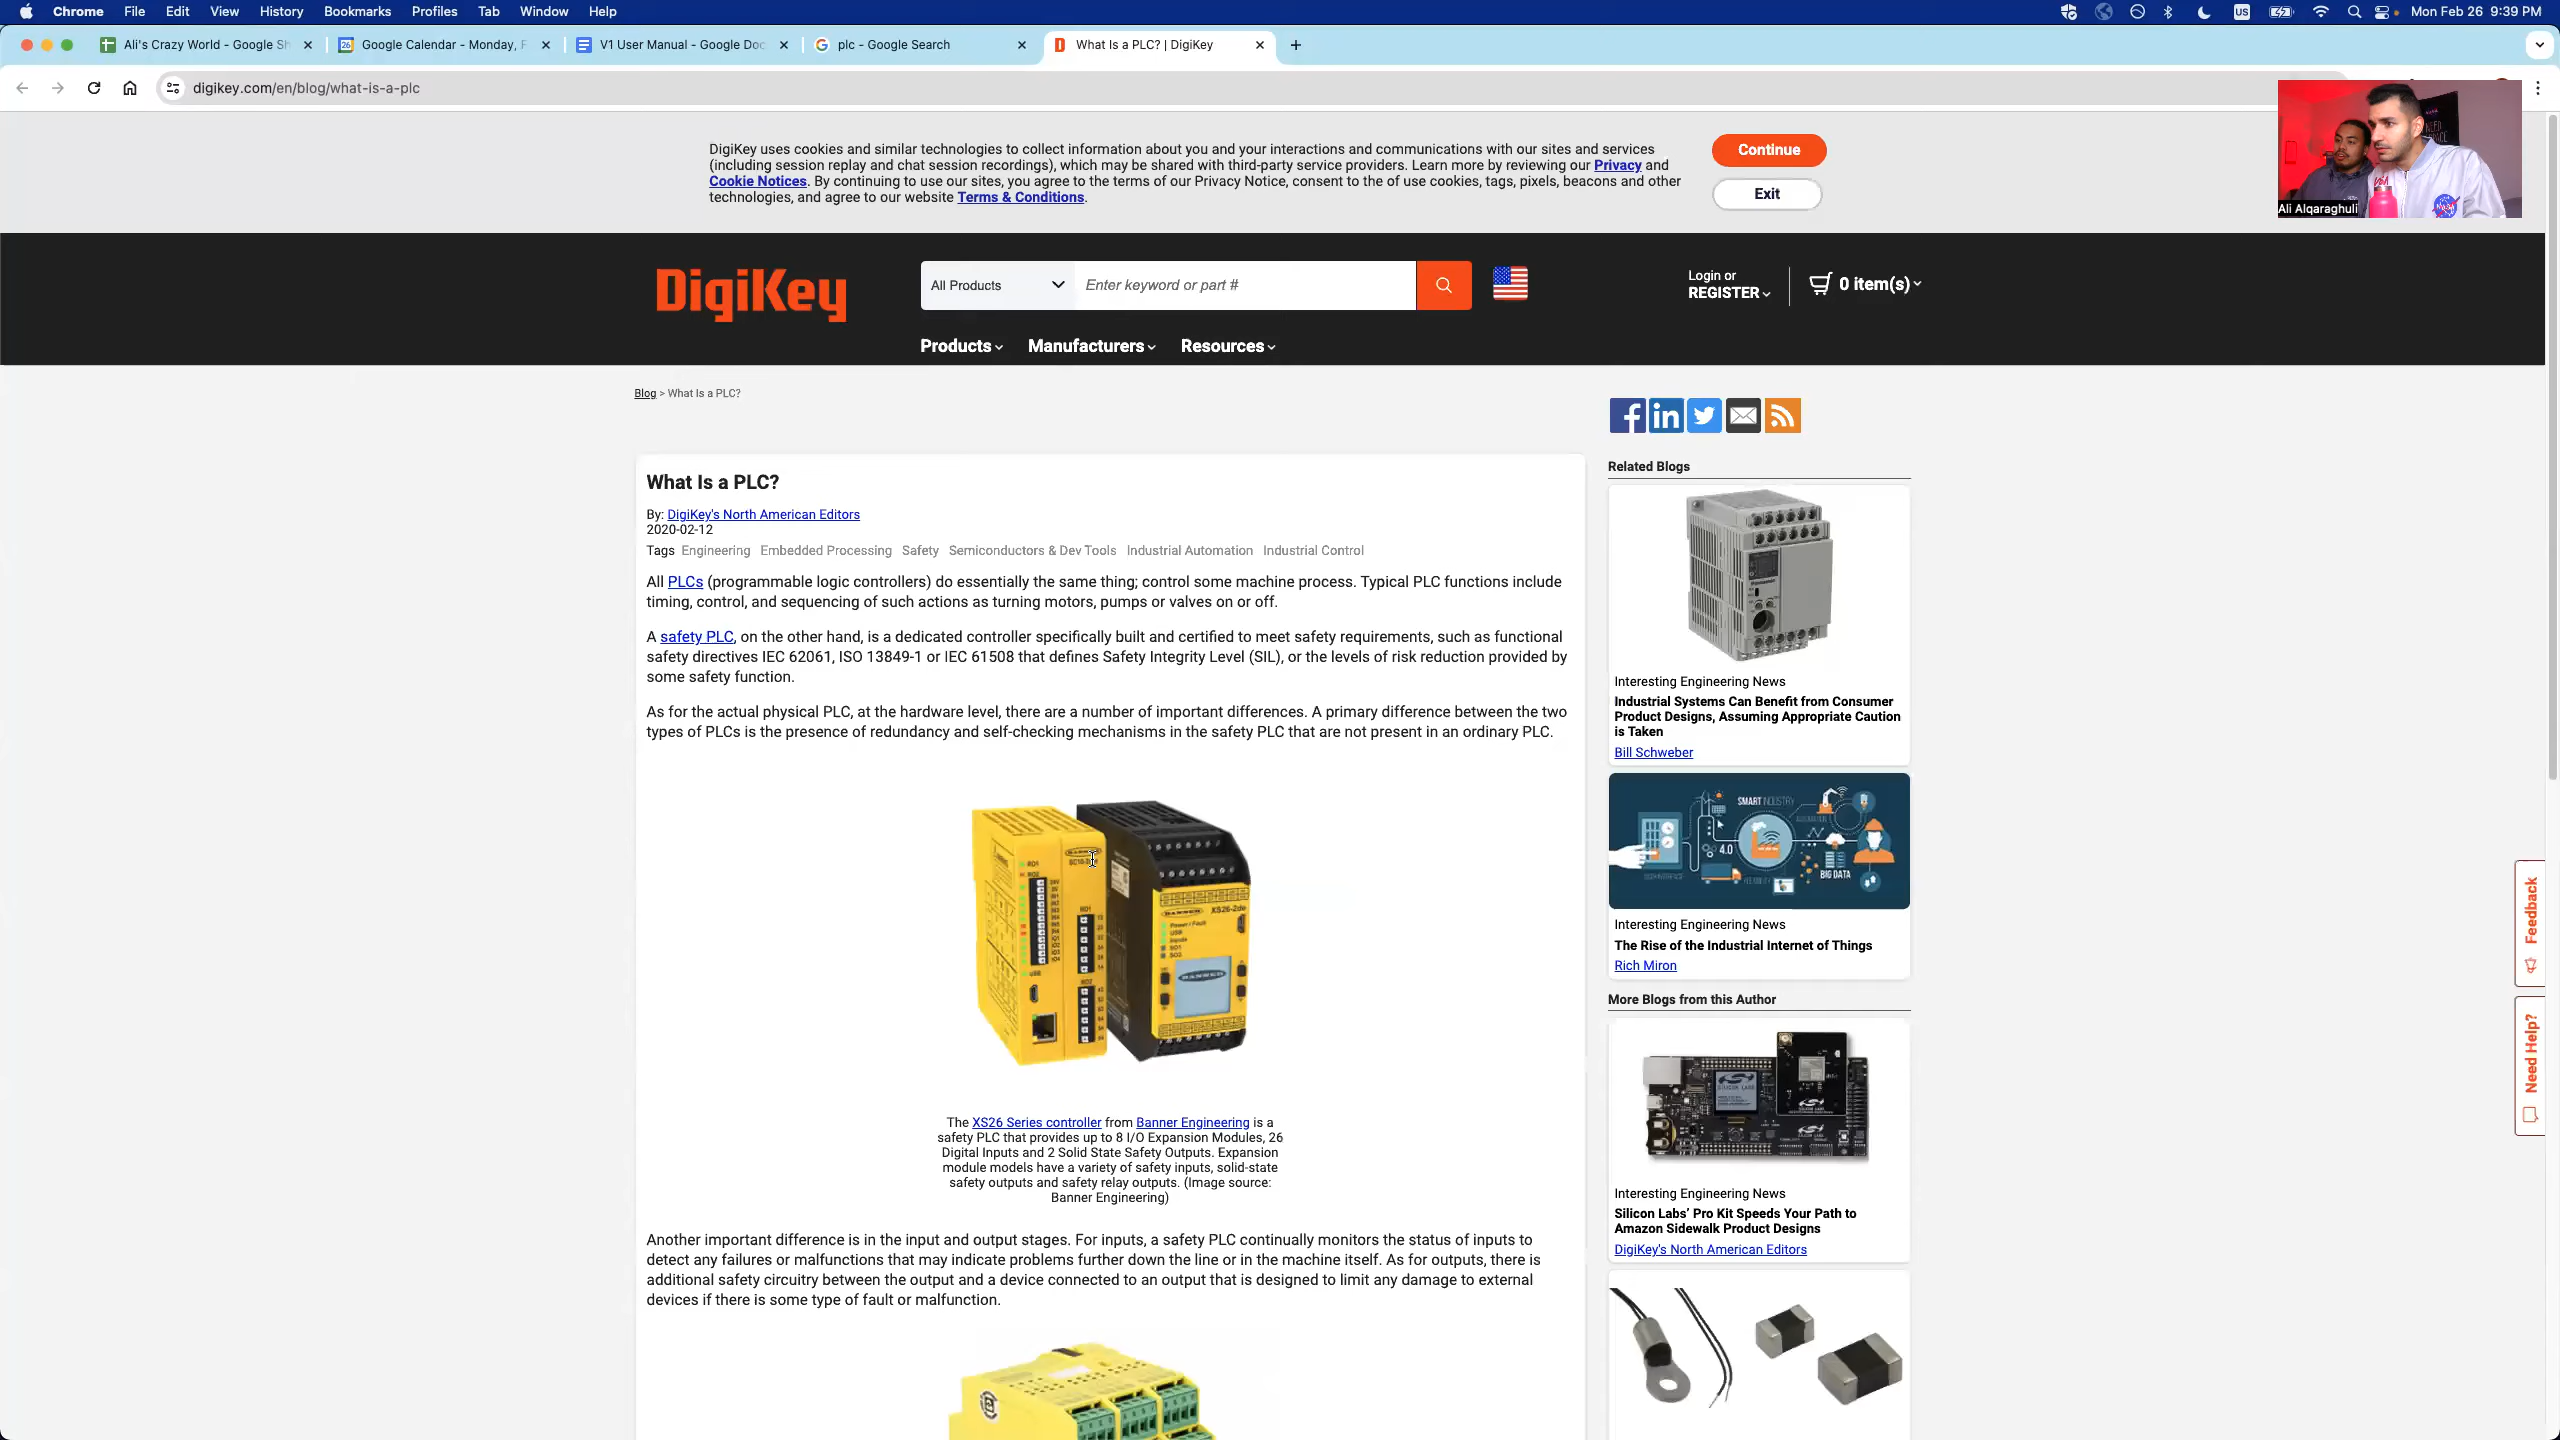 Chrome File Edit View History Bookmarks Profiles Tab Window Help
US
Mon Feb 26 9:39 PM
Ali's Crazy World - Google Sh
Google Calendar - Monday, F
V1 User Manual - Google Doc
plc - Google Search
What Is a PLC? | DigiKey
digikey.com/en/blog/what-is-a-plc
DigiKey uses cookies and similar technologies to collect information about you and your interactions and communications with our sites and services
(including session replay and chat session recordings), which may be shared with third-party service providers. Learn more by reviewing our Privacy and
Cookie Notices. By continuing to use our sites, you agree to the terms of our Privacy Notice, consent to the of use cookies, tags, pixels, beacons and other
technologies, and agree to our website Terms & Conditions.
Continue
Exit
Ali Alqaraghuli
DigiKey
All Products
Enter keyword or part #
Login or
REGISTER
0 item(s)
Products Manufacturers Resources
Blog > What Is a PLC?
What Is a PLC?
By: DigiKey's North American Editors
2020-02-12
Tags Engineering Embedded Processing Safety Semiconductors & Dev Tools Industrial Automation Industrial Control
All PLCs (programmable logic controllers) do essentially the same thing; control some machine process. Typical PLC functions include
timing, control, and sequencing of such actions as turning motors, pumps or valves on or off.
A safety PLC, on the other hand, is a dedicated controller specifically built and certified to meet safety requirements, such as functional
safety directives IEC 62061, ISO 13849-1 or IEC 61508 that defines Safety Integrity Level (SIL), or the levels of risk reduction provided by
some safety function.
As for the actual physical PLC, at the hardware level, there are a number of important differences. A primary difference between the two
types of PLCs is the presence of redundancy and self-checking mechanisms in the safety PLC that are not present in an ordinary PLC.
RO1
RO2
USB
RO1
RO2
BANNER XS26-2de
Power / Fault
USB
Inputs
SO1
SO2
BANNER
The XS26 Series controller from Banner Engineering is a
safety PLC that provides up to 8 I/O Expansion Modules, 26
Digital Inputs and 2 Solid State Safety Outputs. Expansion
module models have a variety of safety inputs, solid-state
safety outputs and safety relay outputs. (Image source:
Banner Engineering)
Another important difference is in the input and output stages. For inputs, a safety PLC continually monitors the status of inputs to
detect any failures or malfunctions that may indicate problems further down the line or in the machine itself. As for outputs, there is
additional safety circuitry between the output and a device connected to an output that is designed to limit any damage to external
devices if there is some type of fault or malfunction.
Related Blogs
Panasonic
Interesting Engineering News
Industrial Systems Can Benefit from Consumer
Product Designs, Assuming Appropriate Caution
is Taken
Bill Schweber
SMART INDUSTRY
AUTOMATION
4.0
BIG DATA
Interesting Engineering News
The Rise of the Industrial Internet of Things
Rich Miron
More Blogs from this Author
SILICON LABS
Interesting Engineering News
Silicon Labs' Pro Kit Speeds Your Path to
Amazon Sidewalk Product Designs
DigiKey's North American Editors
Feedback
Need Help?